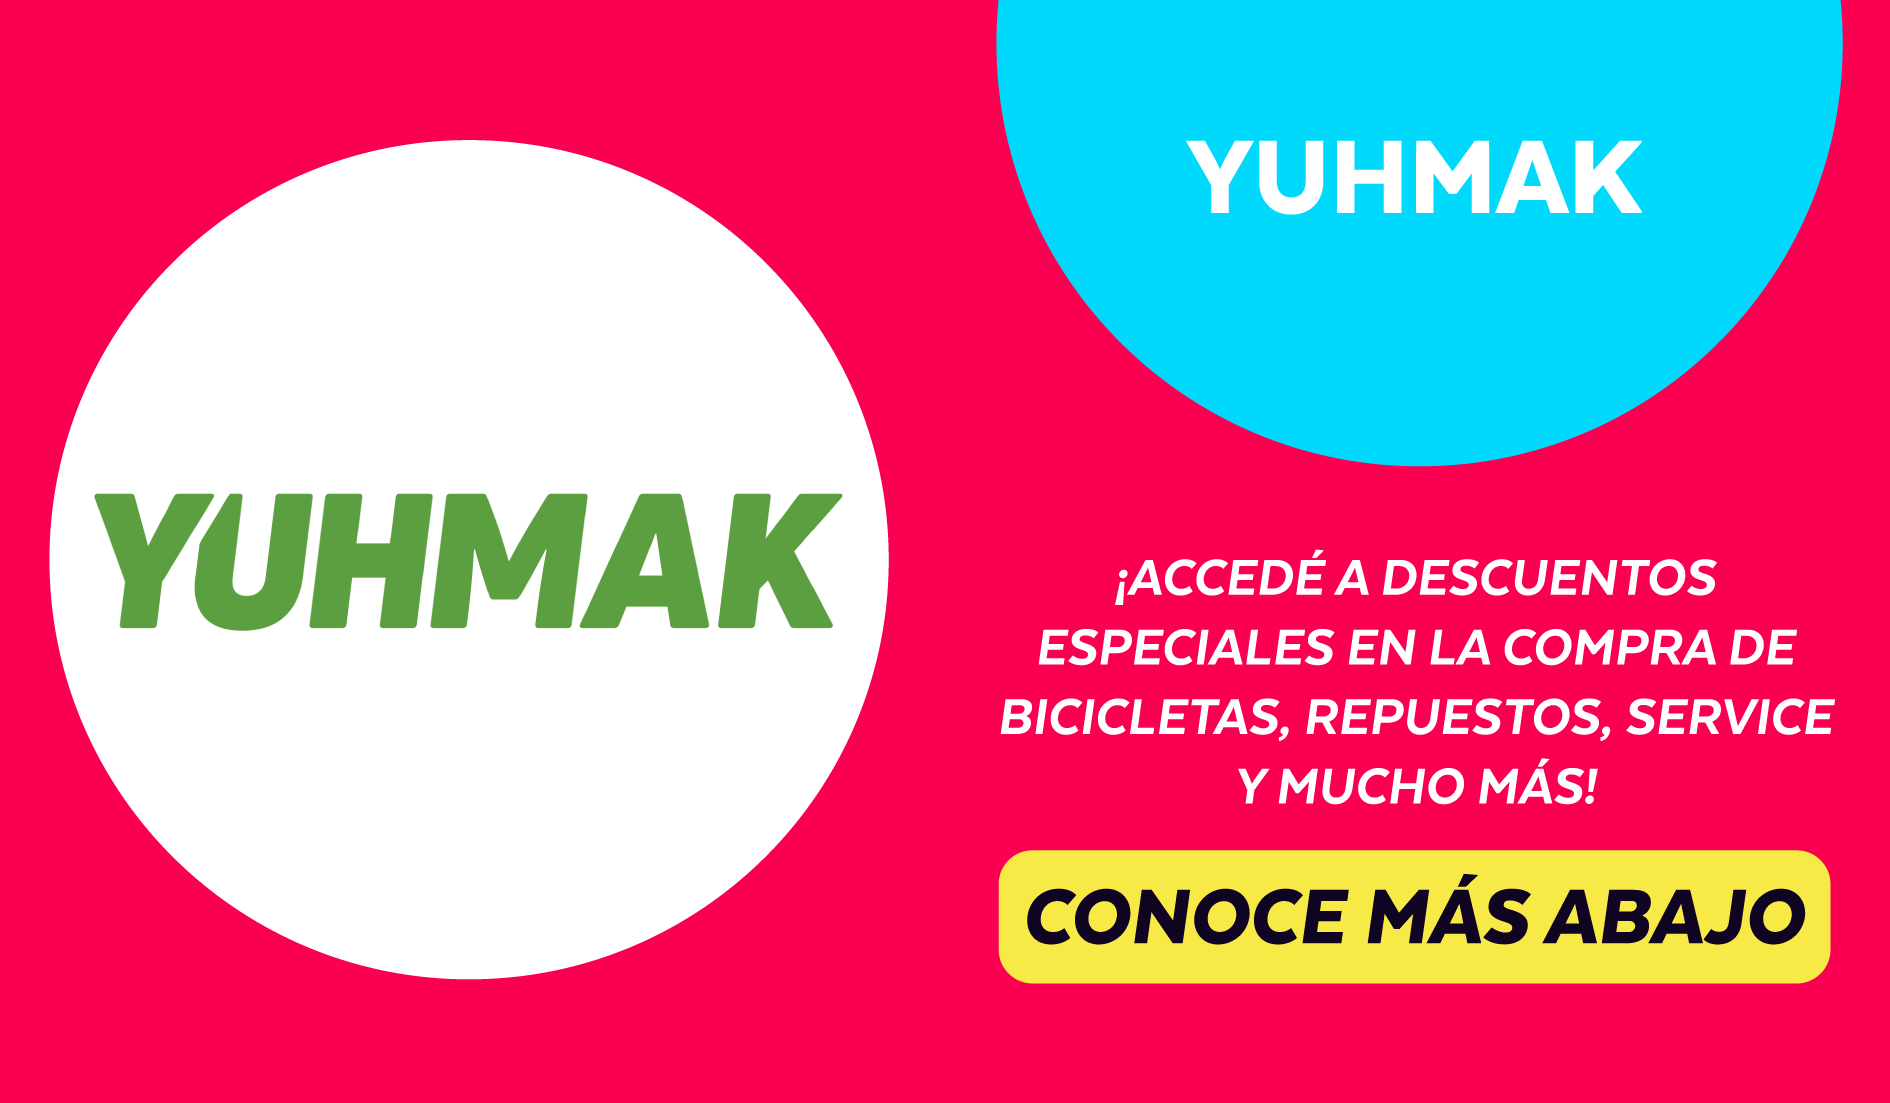 YUHMAK
YUHMAK
¡ACCEDÉ A DESCUENTOS
ESPECIALES EN LA COMPRA DE
BICICLETAS, REPUESTOS, SERVICE
Y MUCHO MÁS!
CONOCE MÁS ABAJO